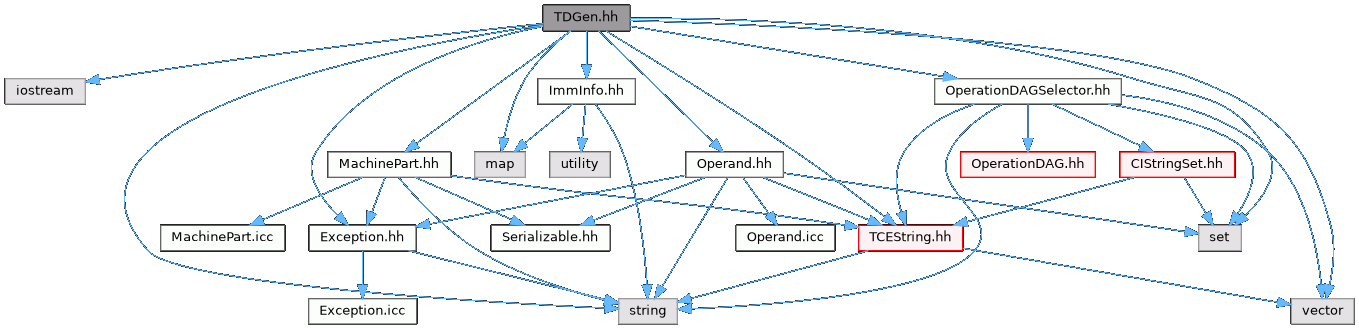 TDGen.hh
iostream
ImmInfo.hh
OperationDAGSelector.hh
MachinePart.hh
map
utility
Operand.hh
OperationDAG.hh
CIStringSet.hh
MachinePart.icc
Exception.hh
Serializable.hh
Operand.icc
TCEString.hh
set
Exception.icc
string
vector